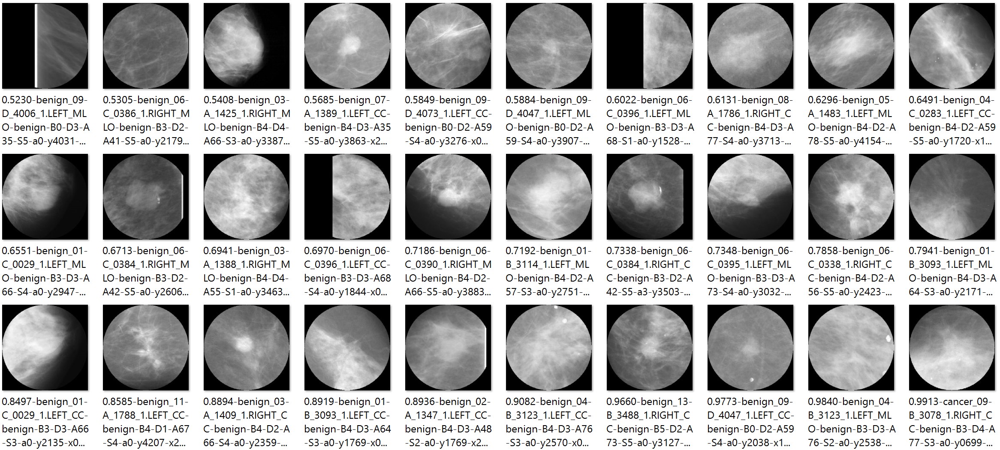 0.5230-benign_09-
D_4006_1.LEFT_ML
O-benign-B0-D3-A
35-S5-a0-y4031-...
0.5305-benign_06-
C_0386_1.RIGHT_M
LO-benign-B3-D2-
A41-S5-a0-y2179...
0.5408-benign_03-
A_1425_1.RIGHT_M
LO-benign-B4-D4-
A66-S3-a0-y3387...
0.5685-benign_07-
A_1389_1.LEFT_CC-
benign-B4-D3-A35
-S5-a0-y3863-x2...
0.5849-benign_09-
D_4073_1.LEFT_CC-
benign-B0-D2-A59
-S4-a0-y3276-x0...
0.5884-benign_09-
D_4047_1.LEFT_ML
O-benign-B0-D2-A
59-S4-a0-y3907-...
0.6022-benign_06-
C_0396_1.LEFT_ML
O-benign-B3-D3-A
68-S1-a0-y1528-...
0.6131-benign_08-
A_1786_1.RIGHT_C
C-benign-B4-D3-A
77-S4-a0-y3713-...
0.6296-benign_05-
A_1483_1.LEFT_ML
O-benign-B4-D2-A
78-S5-a0-y4154-...
0.6491-benign_04-
C_0283_1.LEFT_CC-
benign-B4-D2-A59
-S5-a0-y1720-x1...
0.6551-benign_01-
C_0029_1.LEFT_ML
O-benign-B3-D3-A
66-S4-a0-y2947-...
0.6713-benign_06-
C_0384_1.RIGHT_M
LO-benign-B3-D2-
A42-S5-a0-y2606...
0.6941-benign_03-
A_1388_1.RIGHT_M
LO-benign-B4-D4-
A55-S1-a0-y3463...
0.6970-benign_06-
C_0396_1.LEFT_CC-
benign-B3-D3-A68
-S4-a0-y1844-x0...
0.7186-benign_06-
C_0390_1.RIGHT_M
LO-benign-B4-D2-
A66-S5-a0-y3883...
0.7192-benign_01-
B_3114_1.LEFT_ML
O-benign-B4-D2-A
57-S3-a0-y2751-...
0.7338-benign_06-
C_0384_1.RIGHT_C
C-benign-B3-D2-A
42-S5-a3-y3503-...
0.7348-benign_06-
C_0395_1.LEFT_ML
O-benign-B3-D3-A
73-S4-a0-y3032-...
0.7858-benign_06-
C_0338_1.RIGHT_C
C-benign-B4-D2-A
56-S5-a0-y2423-...
0.7941-benign_01-
B_3093_1.LEFT_ML
O-benign-B4-D3-A
64-S3-a0-y2171-...
0.8497-benign_01-
C_0029_1.LEFT_CC-
benign-B3-D3-A66
-S3-a0-y2135-x0...
0.8585-benign_11-
A_1788_1.LEFT_CC-
benign-B4-D1-A67
-S4-a0-y4207-x2...
0.8894-benign_03-
A_1409_1.RIGHT_C
C-benign-B4-D2-A
66-S4-a0-y2359-...
0.8919-benign_01-
B_3093_1.LEFT_CC-
benign-B4-D3-A64
-S3-a0-y1769-x0...
0.8936-benign_02-
A_1347_1.LEFT_CC-
benign-B4-D3-A48
-S2-a0-y1769-x2...
0.9082-benign_04-
B_3123_1.LEFT_CC-
benign-B4-D3-A76
-S3-a0-y2570-x0...
0.9660-benign_13-
B_3488_1.RIGHT_C
C-benign-B5-D2-A
73-S5-a0-y3127-...
0.9773-benign_09-
D_4047_1.LEFT_CC-
benign-B0-D2-A59
-S4-a0-y2038-x1...
0.9840-benign_04-
B_3123_1.LEFT_ML
O-benign-B3-D3-A
76-S2-a0-y2538-...
0.9913-cancer_09-
B_3078_1.RIGHT_C
C-benign-B3-D4-A
77-S3-a0-y0699-...